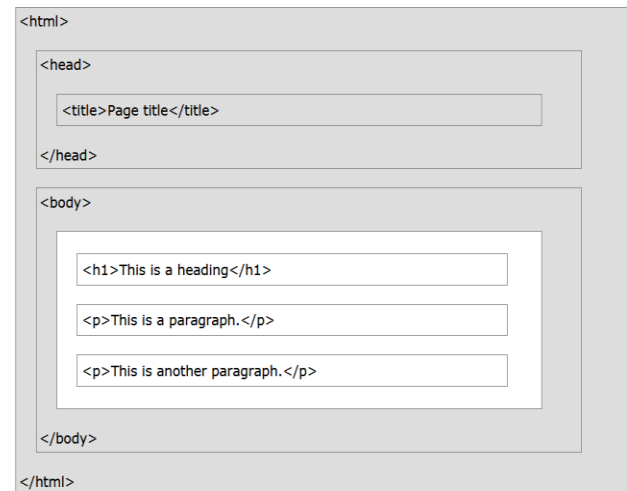 <html>
<head>
<title>Page title</title>
</head>
<body>
<h1>This is a heading</h1>
<p>This is a paragraph.</p>
<p>This is another paragraph.</p>
</body>
</html>